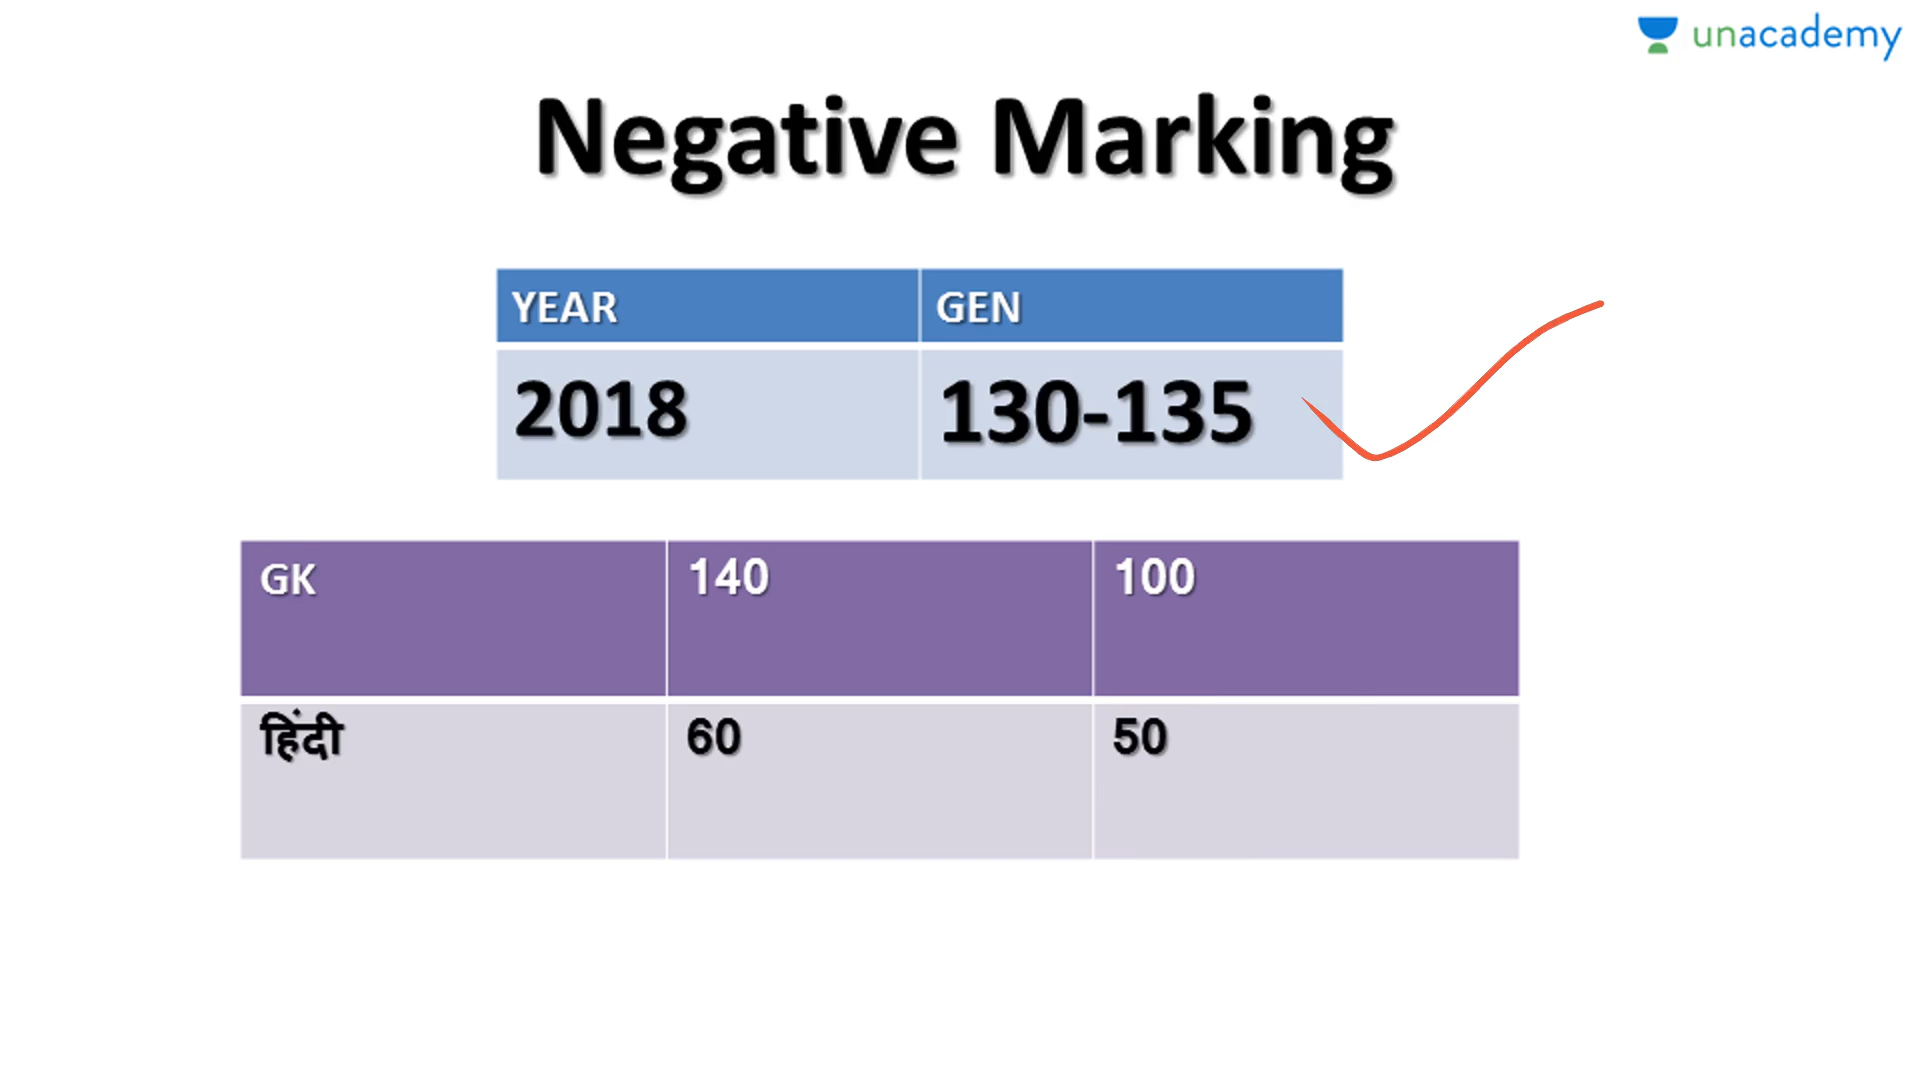 unacademy
Negative Marking
YEAR GEN
2018 130-135
GK 140 100
हिंदी 60 50